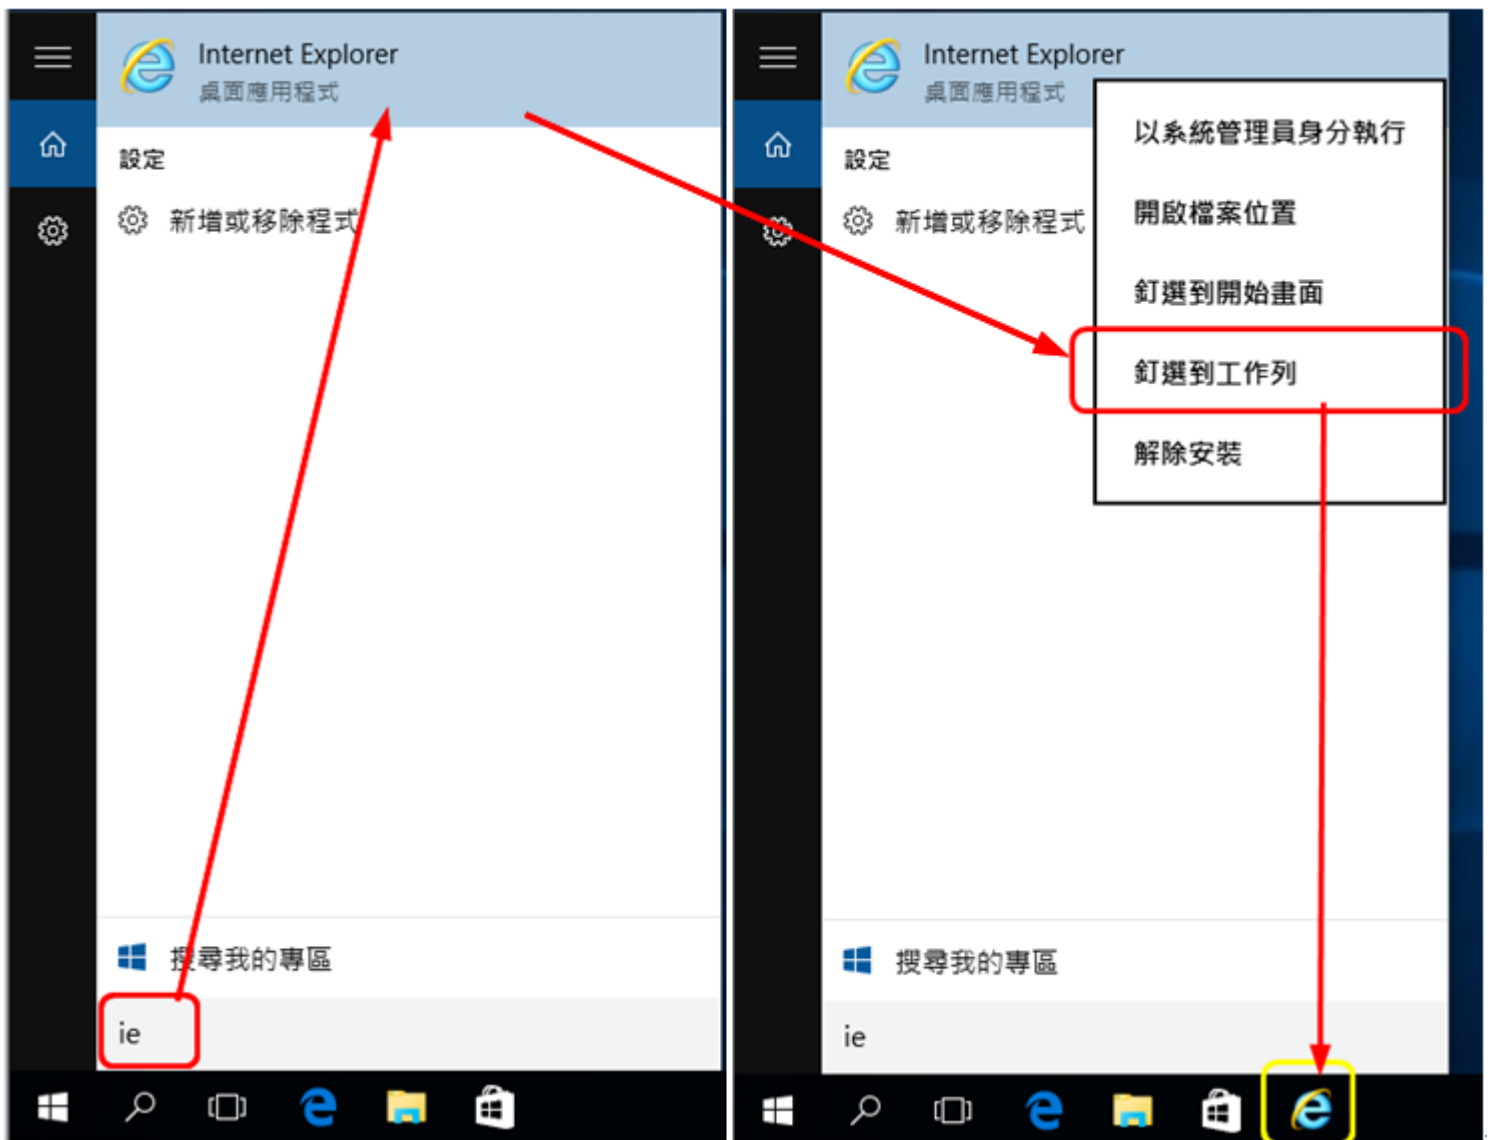 Internet Explorer
桌面應用程式
設定
新增或移除程式
搜尋我的專區
ie
Internet Explorer
桌面應用程式
設定
新增或移除程式
以系統管理員身分執行
開啟檔案位置
釘選到開始畫面
釘選到工作列
解除安裝
搜尋我的專區
ie